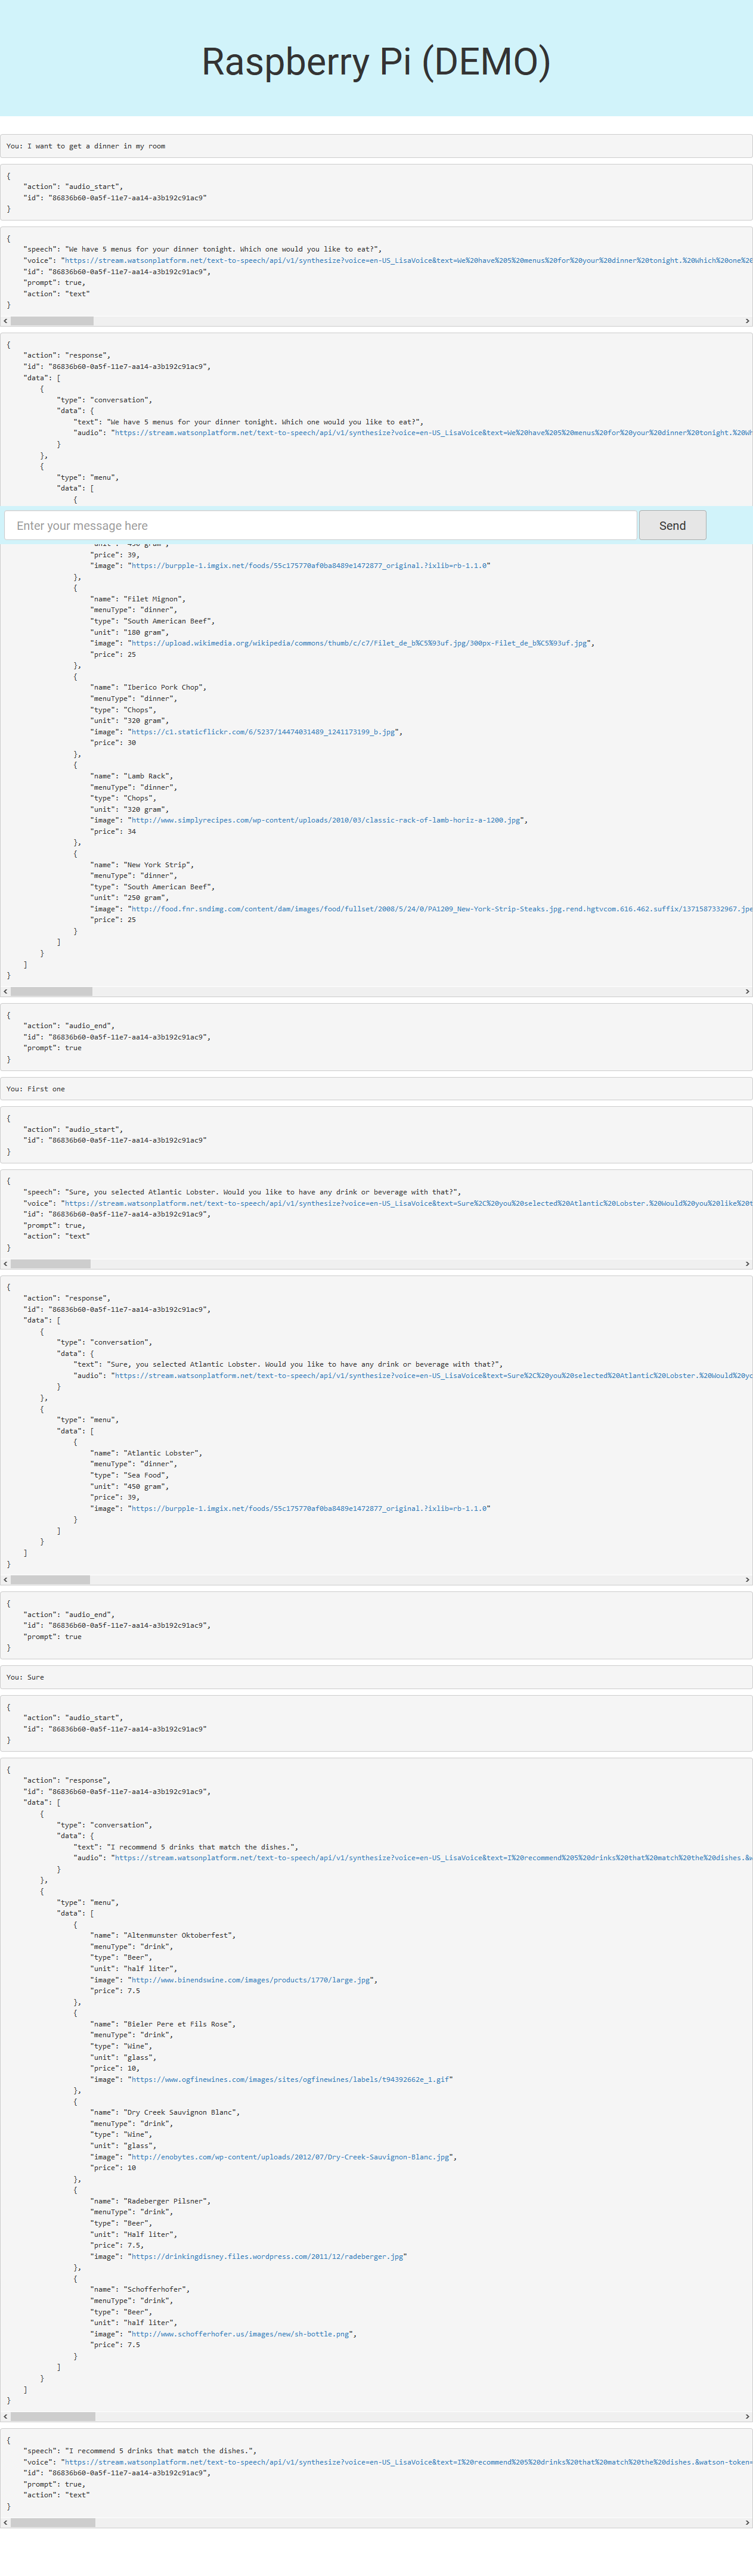 Raspberry Pi (DEMO)
You: I want to get a dinner in my room
{
    "action": "audio_start",
    "id": "86836b60-0a5f-11e7-aa14-a3b192c91ac9"
}
{
    "speech": "We have 5 menus for your dinner tonight. Which one would you like to eat?",
    "voice": "https://stream.watsonplatform.net/text-to-speech/api/v1/synthesize?voice=en-US_LisaVoice&text=We%20have%205%20menus%20for%20your%20dinner%20tonight.%20Which%20one%20
    "id": "86836b60-0a5f-11e7-aa14-a3b192c91ac9",
    "prompt": true,
    "action": "text"
}
{
    "action": "response",
    "id": "86836b60-0a5f-11e7-aa14-a3b192c91ac9",
    "data": [
        {
            "type": "conversation",
            "data": {
                "text": "We have 5 menus for your dinner tonight. Which one would you like to eat?",
                "audio": "https://stream.watsonplatform.net/text-to-speech/api/v1/synthesize?voice=en-US_LisaVoice&text=We%20have%205%20menus%20for%20your%20dinner%20tonight.%20Wh
            }
        },
        {
            "type": "menu",
            "data": [
                {
Enter your message here
Send
                    "unit": "450 gram",
                    "price": 39,
                    "image": "https://burpple-1.imgix.net/foods/55c175770af0ba8489e1472877_original.?ixlib=rb-1.1.0"
                },
                {
                    "name": "Filet Mignon",
                    "menuType": "dinner",
                    "type": "South American Beef",
                    "unit": "180 gram",
                    "image": "https://upload.wikimedia.org/wikipedia/commons/thumb/c/c7/Filet_de_b%C5%93uf.jpg/300px-Filet_de_b%C5%93uf.jpg",
                    "price": 25
                },
                {
                    "name": "Iberico Pork Chop",
                    "menuType": "dinner",
                    "type": "Chops",
                    "unit": "320 gram",
                    "image": "https://c1.staticflickr.com/6/5237/14474031489_1241173199_b.jpg",
                    "price": 30
                },
                {
                    "name": "Lamb Rack",
                    "menuType": "dinner",
                    "type": "Chops",
                    "unit": "320 gram",
                    "image": "http://www.simplyrecipes.com/wp-content/uploads/2010/03/classic-rack-of-lamb-horiz-a-1200.jpg",
                    "price": 34
                },
                {
                    "name": "New York Strip",
                    "menuType": "dinner",
                    "type": "South American Beef",
                    "unit": "250 gram",
                    "image": "http://food.fnr.sndimg.com/content/dam/images/food/fullset/2008/5/24/0/PA1209_New-York-Strip-Steaks.jpg.rend.hgtvcom.616.462.suffix/1371587332967.jpe
                    "price": 25
                }
            ]
        }
    ]
}
{
    "action": "audio_end",
    "id": "86836b60-0a5f-11e7-aa14-a3b192c91ac9",
    "prompt": true
}
You: First one
{
    "action": "audio_start",
    "id": "86836b60-0a5f-11e7-aa14-a3b192c91ac9"
}
{
    "speech": "Sure, you selected Atlantic Lobster. Would you like to have any drink or beverage with that?",
    "voice": "https://stream.watsonplatform.net/text-to-speech/api/v1/synthesize?voice=en-US_LisaVoice&text=Sure%2C%20you%20selected%20Atlantic%20Lobster.%20Would%20you%20like%20t
    "id": "86836b60-0a5f-11e7-aa14-a3b192c91ac9",
    "prompt": true,
    "action": "text"
}
{
    "action": "response",
    "id": "86836b60-0a5f-11e7-aa14-a3b192c91ac9",
    "data": [
        {
            "type": "conversation",
            "data": {
                "text": "Sure, you selected Atlantic Lobster. Would you like to have any drink or beverage with that?",
                "audio": "https://stream.watsonplatform.net/text-to-speech/api/v1/synthesize?voice=en-US_LisaVoice&text=Sure%2C%20you%20selected%20Atlantic%20Lobster.%20Would%20yo
            }
        },
        {
            "type": "menu",
            "data": [
                {
                    "name": "Atlantic Lobster",
                    "menuType": "dinner",
                    "type": "Sea Food",
                    "unit": "450 gram",
                    "price": 39,
                    "image": "https://burpple-1.imgix.net/foods/55c175770af0ba8489e1472877_original.?ixlib=rb-1.1.0"
                }
            ]
        }
    ]
}
{
    "action": "audio_end",
    "id": "86836b60-0a5f-11e7-aa14-a3b192c91ac9",
    "prompt": true
}
You: Sure
{
    "action": "audio_start",
    "id": "86836b60-0a5f-11e7-aa14-a3b192c91ac9"
}
{
    "action": "response",
    "id": "86836b60-0a5f-11e7-aa14-a3b192c91ac9",
    "data": [
        {
            "type": "conversation",
            "data": {
                "text": "I recommend 5 drinks that match the dishes.",
                "audio": "https://stream.watsonplatform.net/text-to-speech/api/v1/synthesize?voice=en-US_LisaVoice&text=I%20recommend%205%20drinks%20that%20match%20the%20dishes.&w
            }
        },
        {
            "type": "menu",
            "data": [
                {
                    "name": "Altenmunster Oktoberfest",
                    "menuType": "drink",
                    "type": "Beer",
                    "unit": "half liter",
                    "image": "http://www.binendswine.com/images/products/1770/large.jpg",
                    "price": 7.5
                },
                {
                    "name": "Bieler Pere et Fils Rose",
                    "menuType": "drink",
                    "type": "Wine",
                    "unit": "glass",
                    "price": 10,
                    "image": "https://www.ogfinewines.com/images/sites/ogfinewines/labels/t94392662e_1.gif"
                },
                {
                    "name": "Dry Creek Sauvignon Blanc",
                    "menuType": "drink",
                    "type": "Wine",
                    "unit": "glass",
                    "image": "http://enobytes.com/wp-content/uploads/2012/07/Dry-Creek-Sauvignon-Blanc.jpg",
                    "price": 10
                },
                {
                    "name": "Radeberger Pilsner",
                    "menuType": "drink",
                    "type": "Beer",
                    "unit": "Half liter",
                    "price": 7.5,
                    "image": "https://drinkingdisney.files.wordpress.com/2011/12/radeberger.jpg"
                },
                {
                    "name": "Schofferhofer",
                    "menuType": "drink",
                    "type": "Beer",
                    "unit": "half liter",
                    "image": "http://www.schofferhofer.us/images/new/sh-bottle.png",
                    "price": 7.5
                }
            ]
        }
    ]
}
{
    "speech": "I recommend 5 drinks that match the dishes.",
    "voice": "https://stream.watsonplatform.net/text-to-speech/api/v1/synthesize?voice=en-US_LisaVoice&text=I%20recommend%205%20drinks%20that%20match%20the%20dishes.&watson-token=
    "id": "86836b60-0a5f-11e7-aa14-a3b192c91ac9",
    "prompt": true,
    "action": "text"
}